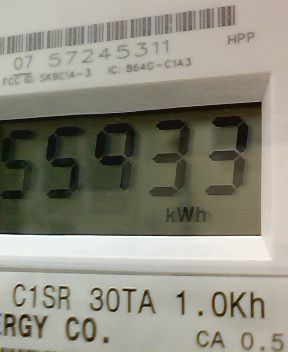 07 57245311
HPP
FCC ID: SK9C1A-3 IC: 864G-C1A3
55933
kWh
C1SR 30TA 1.0Kh
ERGY CO.
CA 0.5